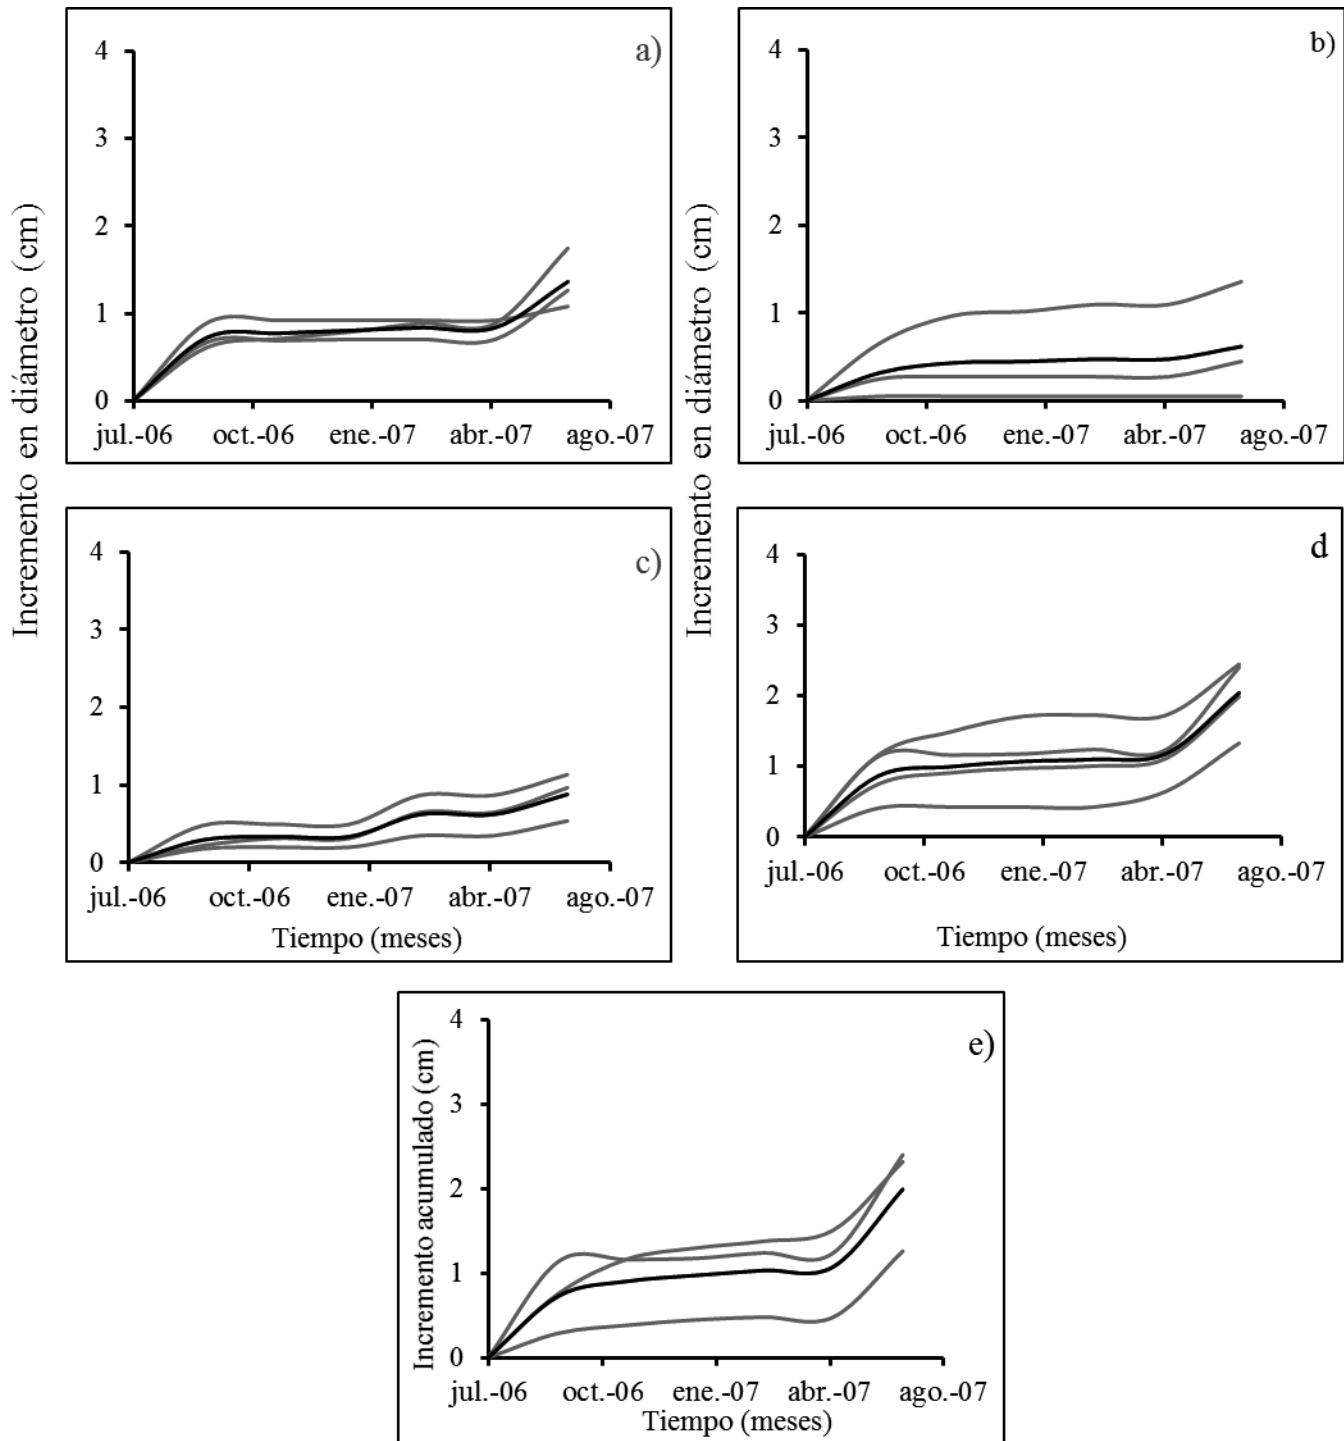 a)
4
3
2
1
0
jul.-06 oct.-06 ene.-07 abr.-07 ago.-07
Incremento en diámetro (cm)
b)
4
3
2
1
0
jul.-06 oct.-06 ene.-07 abr.-07 ago.-07
Incremento en diámetro (cm)
c)
4
3
2
1
0
jul.-06 oct.-06 ene.-07 abr.-07 ago.-07
Tiempo (meses)
d
4
3
2
1
0
jul.-06 oct.-06 ene.-07 abr.-07 ago.-07
Tiempo (meses)
e)
Incremento acumulado (cm)
4
3
2
1
0
jul.-06 oct.-06 ene.-07 abr.-07 ago.-07
Tiempo (meses)